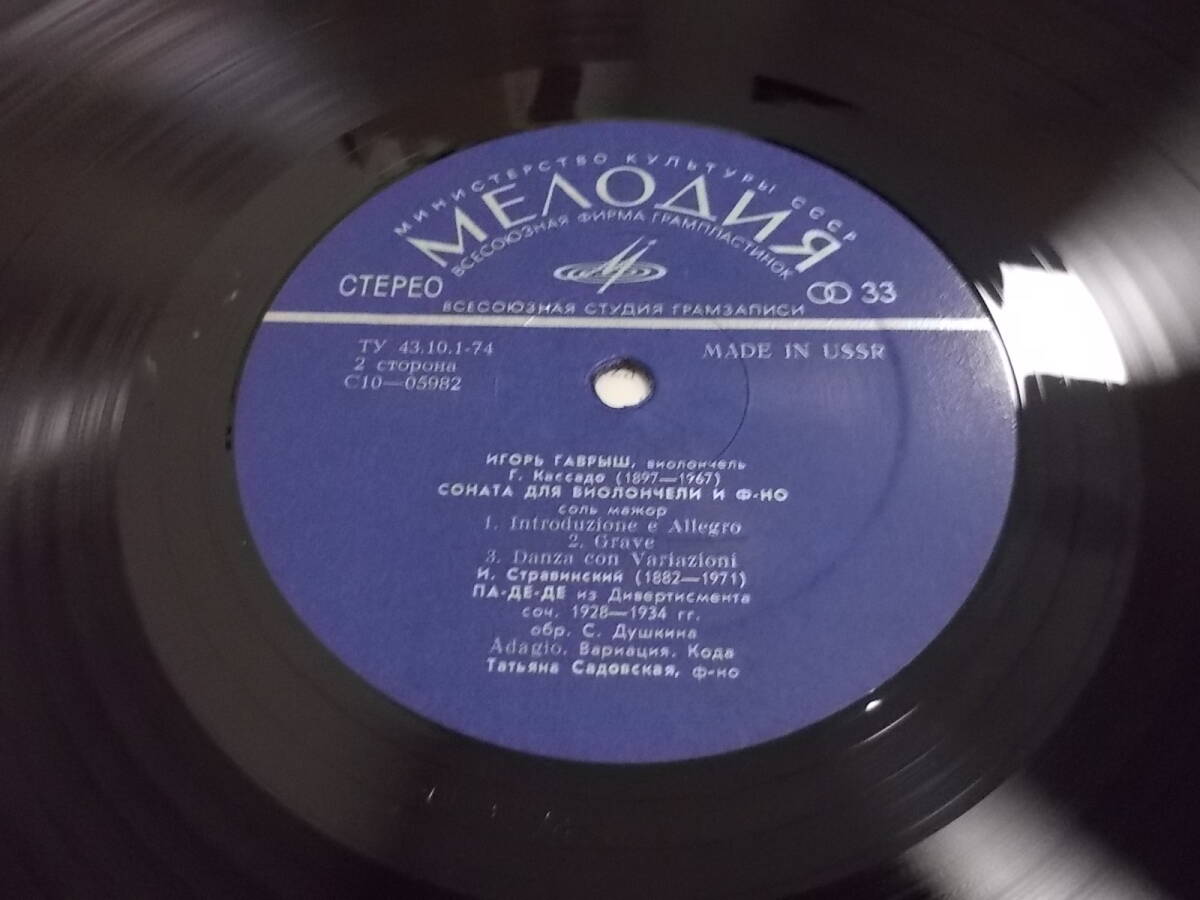 МИНИСТЕРСТВО КУЛЬТУРЫ СССР
МЕЛОДИЯ
ВСЕСОЮЗНАЯ ФИРМА ГРАМПЛАСТИНОК
СТЕРЕО
33
ВСЕСОЮЗНАЯ СТУДИЯ ГРАМЗАПИСИ
ТУ 43.10.1-74
MADE IN USSR
2 сторона
С10—05982
ИГОРЬ ГАВРЫШ, виолончель
Г. Кассадо (1897—1967)
СОНАТА ДЛЯ ВИОЛОНЧЕЛИ И Ф-НО
соль мажор
1. Introduzione e Allegro
2. Grave
3. Danza con Variazioni
И. Стравинский (1882—1971)
ПА-ДЕ-ДЕ из Дивертисмента
соч. 1928—1934 гг.
обр. С. Душкина
Adagio. Вариация. Кода
Татьяна Садовская, ф-но